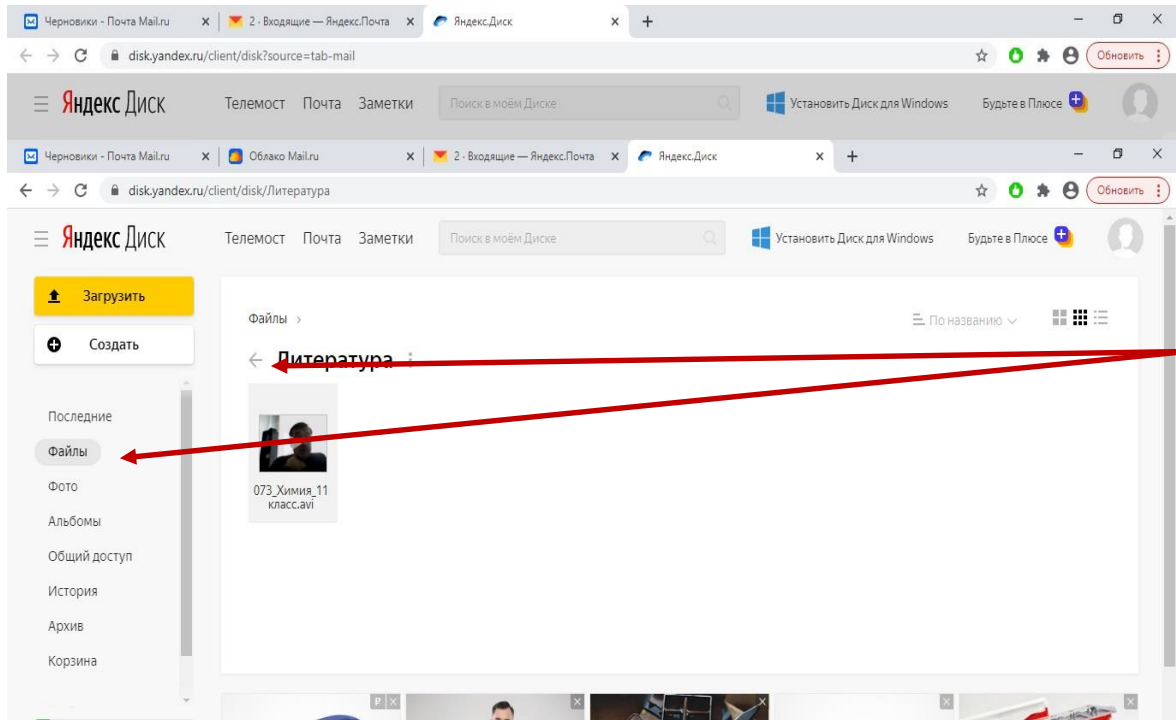 Черновики - Почта Mail.ru 2 · Входящие — Яндекс.Почта Яндекс.Диск
disk.yandex.ru/client/disk?source=tab-mail Обновить
Яндекс Диск Телемост Почта Заметки Поиск в моём Диске Установить Диск для Windows Будьте в Плюсе
Черновики - Почта Mail.ru Облако Mail.ru 2 · Входящие — Яндекс.Почта Яндекс.Диск
disk.yandex.ru/client/disk/Литература Обновить
Яндекс Диск Телемост Почта Заметки Поиск в моём Диске Установить Диск для Windows Будьте в Плюсе
Загрузить
Файлы
По названию
Создать
Литература
Последние
Файлы
Фото
073_Химия_11
класс.avi
Альбомы
Общий доступ
История
Архив
Корзина